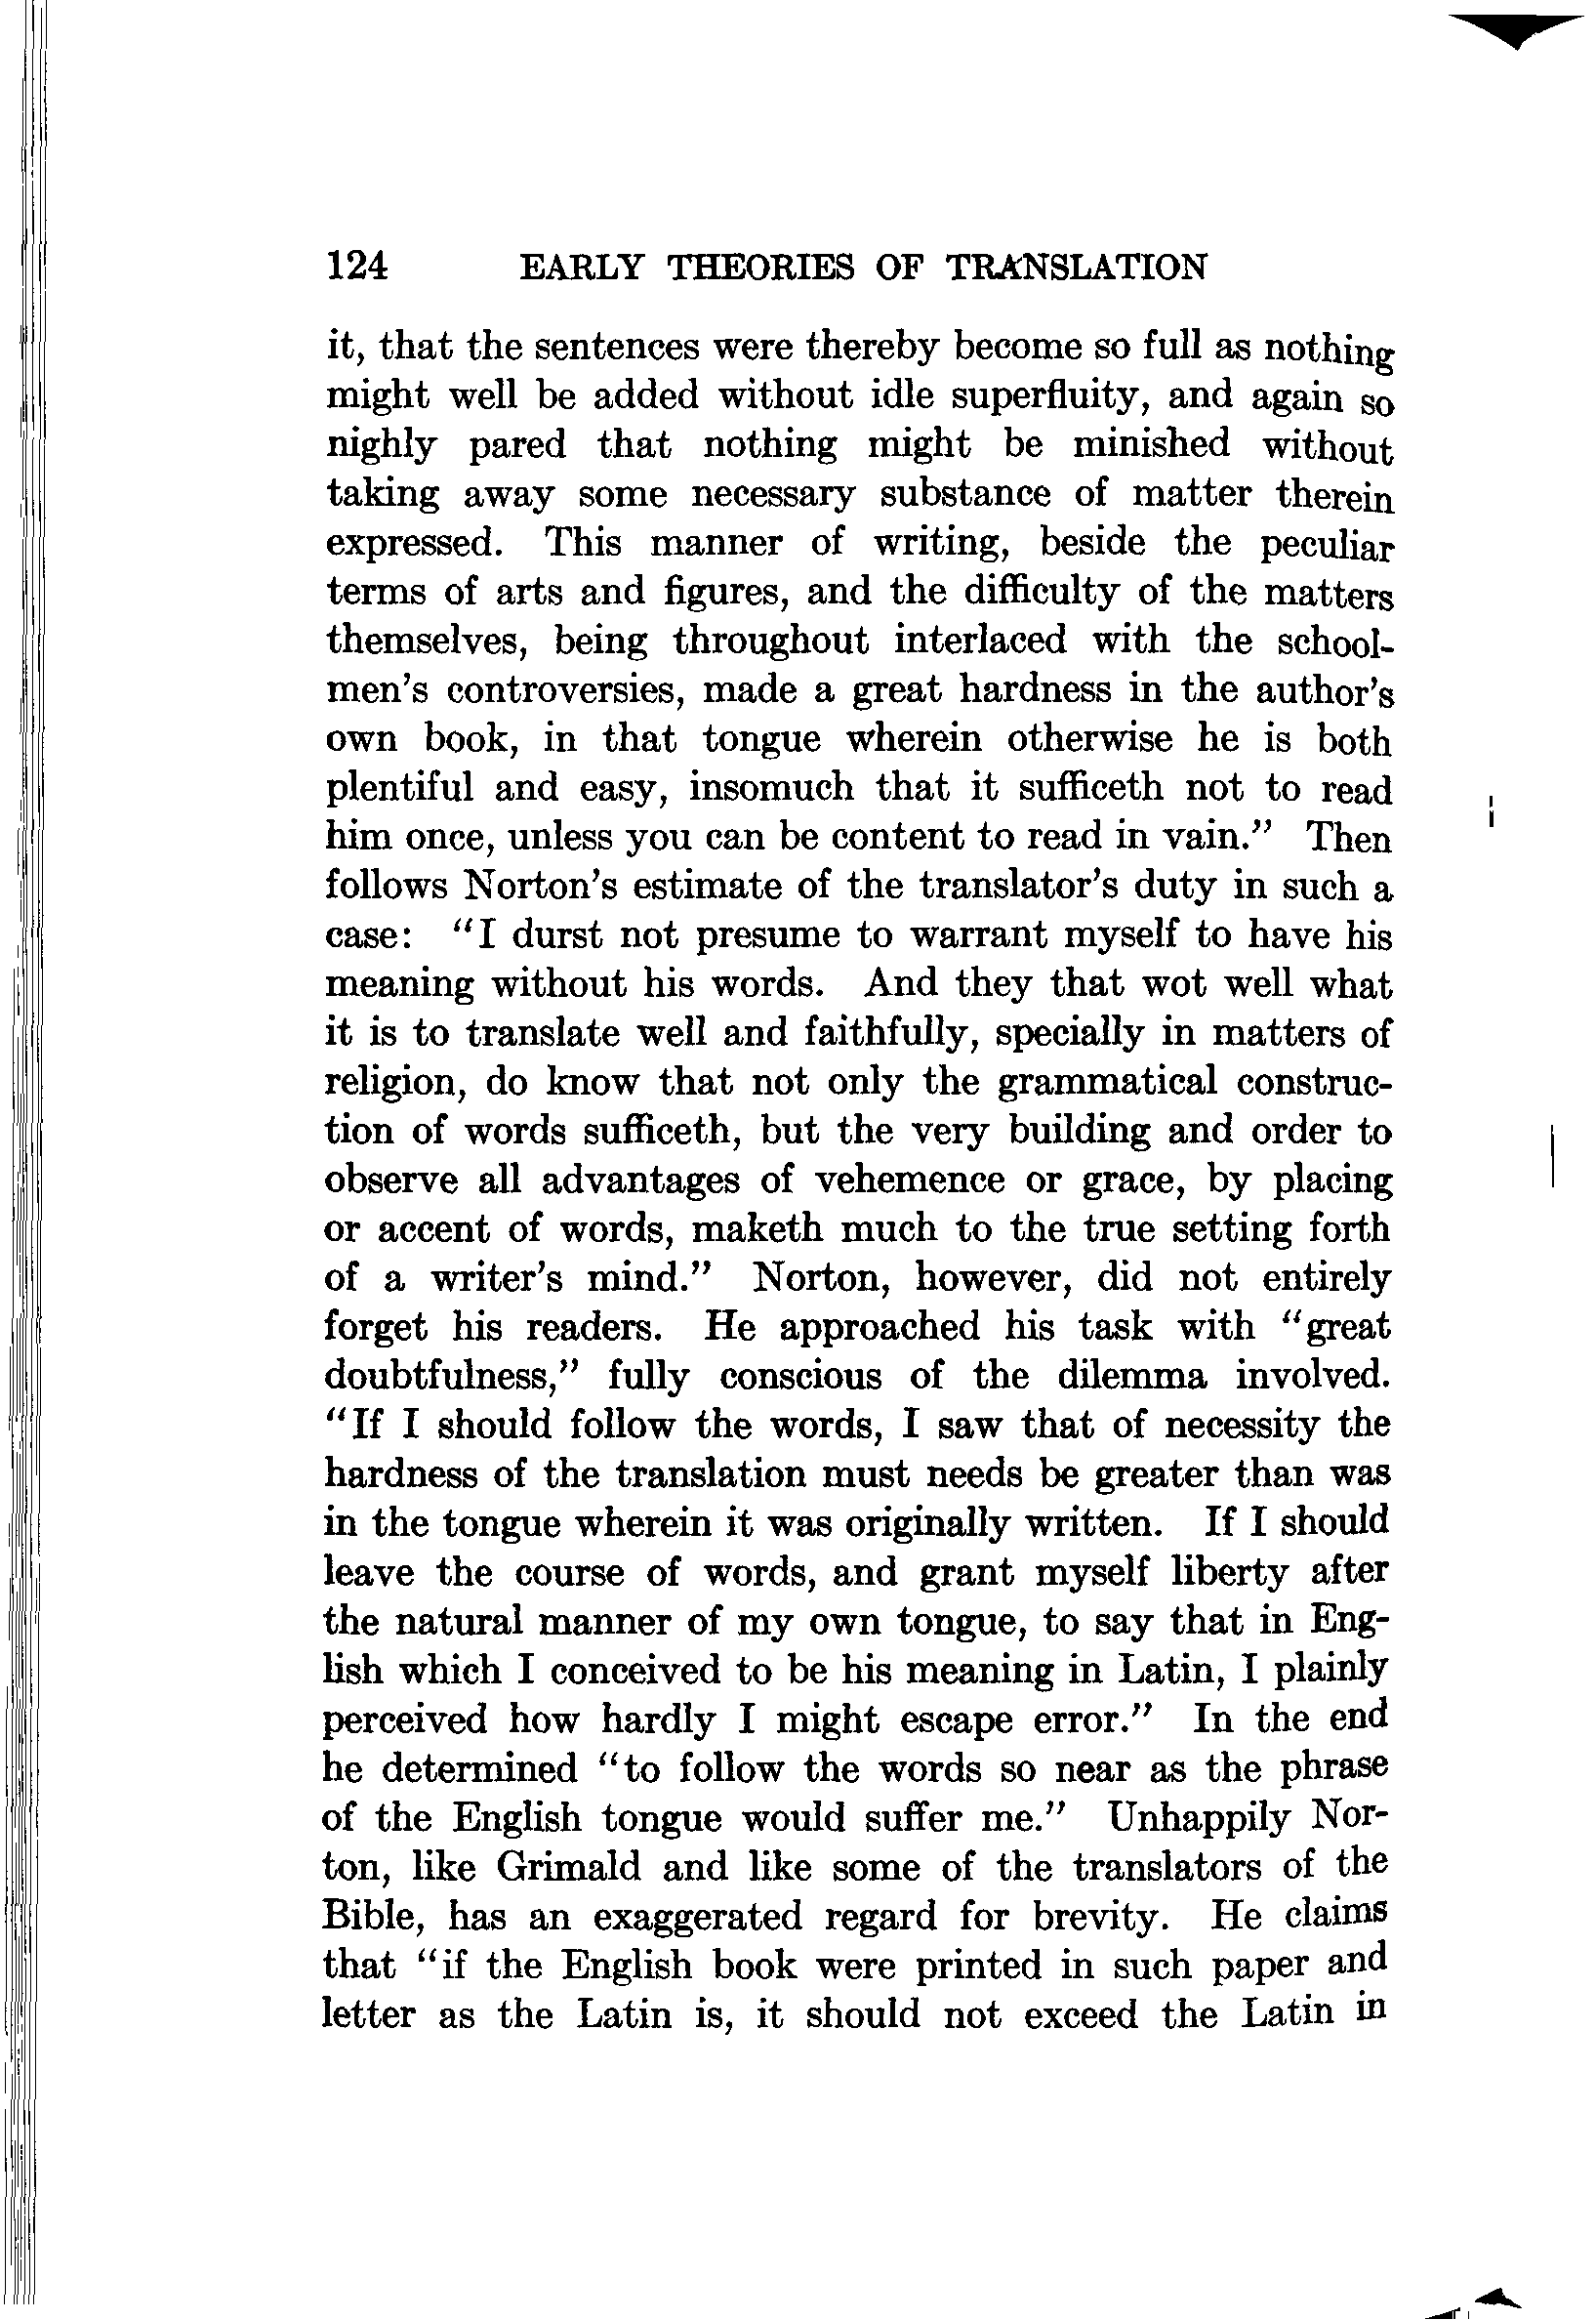 124 EARLY THEORIES OF TRANSLATION
it, that the sentences were thereby become so full as nothing
might well be added without idle superfluity, and again so
nighly pared that nothing might be minished without
taking away some necessary substance of matter therein
expressed. This manner of writing, beside the peculiar
terms of arts and figures, and the difficulty of the matters
themselves, being throughout interlaced with the school-
men's controversies, made a great hardness in the author's
own book, in that tongue wherein otherwise he is both
plentiful and easy, insomuch that it sufficeth not to read
him once, unless you can be content to read in vain." Then
follows Norton's estimate of the translator's duty in such a
case: "I durst not presume to warrant myself to have his
meaning without his words. And they that wot well what
it is to translate well and faithfully, specially in matters of
religion, do know that not only the grammatical construc-
tion of words sufficeth, but the very building and order to
observe all advantages of vehemence or grace, by placing
or accent of words, maketh much to the true setting forth
of a writer's mind." Norton, however, did not entirely
forget his readers. He approached his task with "great
doubtfulness," fully conscious of the dilemma involved.
"If I should follow the words, I saw that of necessity the
hardness of the translation must needs be greater than was
in the tongue wherein it was originally written. If I should
leave the course of words, and grant myself liberty after
the natural manner of my own tongue, to say that in Eng-
lish which I conceived to be his meaning in Latin, I plainly
perceived how hardly I might escape error." In the end
he determined "to follow the words so near as the phrase
of the English tongue would suffer me." Unhappily Nor-
ton, like Grimald and like some of the translators of the
Bible, has an exaggerated regard for brevity. He claims
that "if the English book were printed in such paper and
letter as the Latin is, it should not exceed the Latin in